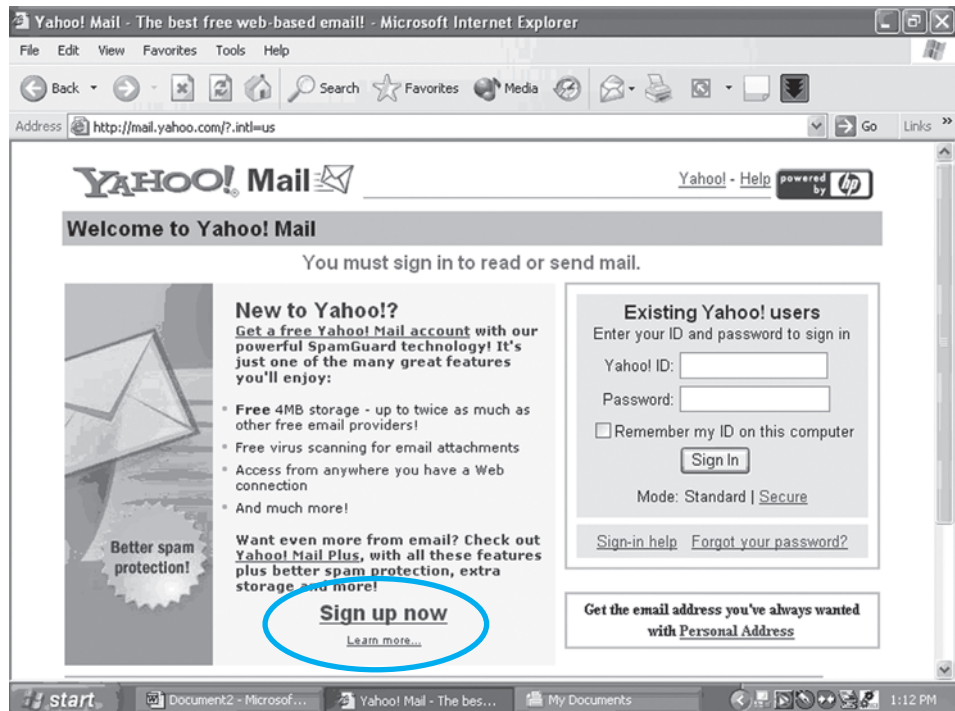 Yahoo! Mail - The best free web-based email! - Microsoft Internet Explorer
File Edit View Favorites Tools Help
Back Search Favorites Media
Address http://mail.yahoo.com/?.intl=us Go Links »
YAHOO! Mail Yahoo! - Help powered by hp
Welcome to Yahoo! Mail
You must sign in to read or send mail.
New to Yahoo!?
Get a free Yahoo! Mail account with our
powerful SpamGuard technology! It's
just one of the many great features
you'll enjoy:
Free 4MB storage - up to twice as much as
other free email providers!
Free virus scanning for email attachments
Access from anywhere you have a Web
connection
And much more!
Want even more from email? Check out
Yahoo! Mail Plus, with all these features
plus better spam protection, extra
storage and more!
Sign up now
Learn more...
Better spam
protection!
Existing Yahoo! users
Enter your ID and password to sign in
Yahoo! ID:
Password:
Remember my ID on this computer
Sign In
Mode: Standard | Secure
Sign-in help Forgot your password?
Get the email address you've always wanted
with Personal Address
start Document2 - Microsof... Yahoo! Mail - The bes... My Documents 1:12 PM